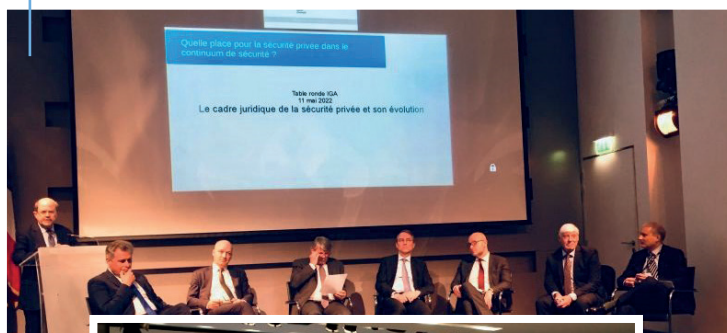 Quelle place pour la sécurité privée dans le
continuum de sécurité ?
Table ronde IGA
11 mai 2022
Le cadre juridique de la sécurité privée et son évolution